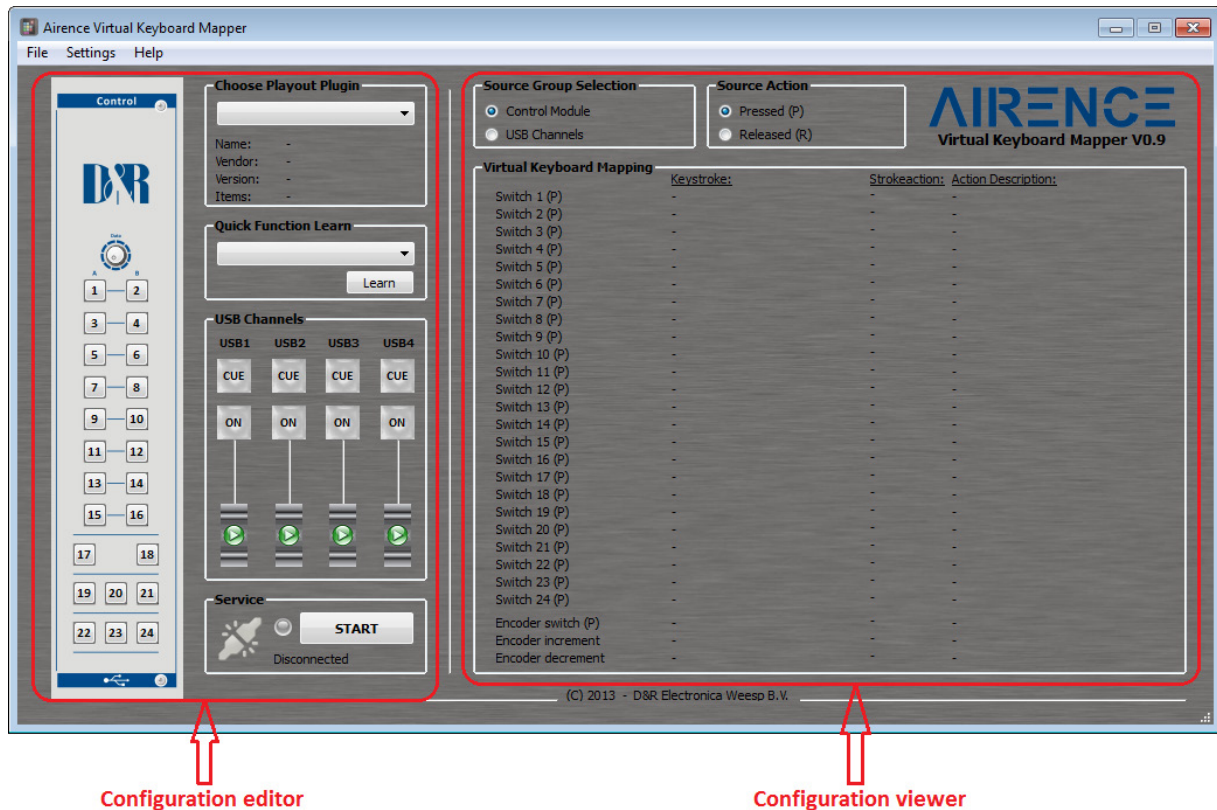 Airence Virtual Keyboard Mapper
File Settings Help
Control
D&R
Data
A B
1 2
3 4
5 6
7 8
9 10
11 12
13 14
15 16
17 18
19 20 21
22 23 24
Choose Playout Plugin
Name: -
Vendor: -
Version: -
Items: -
Quick Function Learn
Learn
USB Channels
USB1 USB2 USB3 USB4
CUE CUE CUE CUE
ON ON ON ON
Service
START
Disconnected
Source Group Selection
Control Module
USB Channels
Source Action
Pressed (P)
Released (R)
AIRENCE
Virtual Keyboard Mapper V0.9
Virtual Keyboard Mapping
Keystroke: Strokeaction: Action Description:
Switch 1 (P) - - -
Switch 2 (P) - - -
Switch 3 (P) - - -
Switch 4 (P) - - -
Switch 5 (P) - - -
Switch 6 (P) - - -
Switch 7 (P) - - -
Switch 8 (P) - - -
Switch 9 (P) - - -
Switch 10 (P) - - -
Switch 11 (P) - - -
Switch 12 (P) - - -
Switch 13 (P) - - -
Switch 14 (P) - - -
Switch 15 (P) - - -
Switch 16 (P) - - -
Switch 17 (P) - - -
Switch 18 (P) - - -
Switch 19 (P) - - -
Switch 20 (P) - - -
Switch 21 (P) - - -
Switch 22 (P) - - -
Switch 23 (P) - - -
Switch 24 (P) - - -
Encoder switch (P) - - -
Encoder increment - - -
Encoder decrement - - -
(C) 2013 - D&R Electronica Weesp B.V.
Configuration editor
Configuration viewer